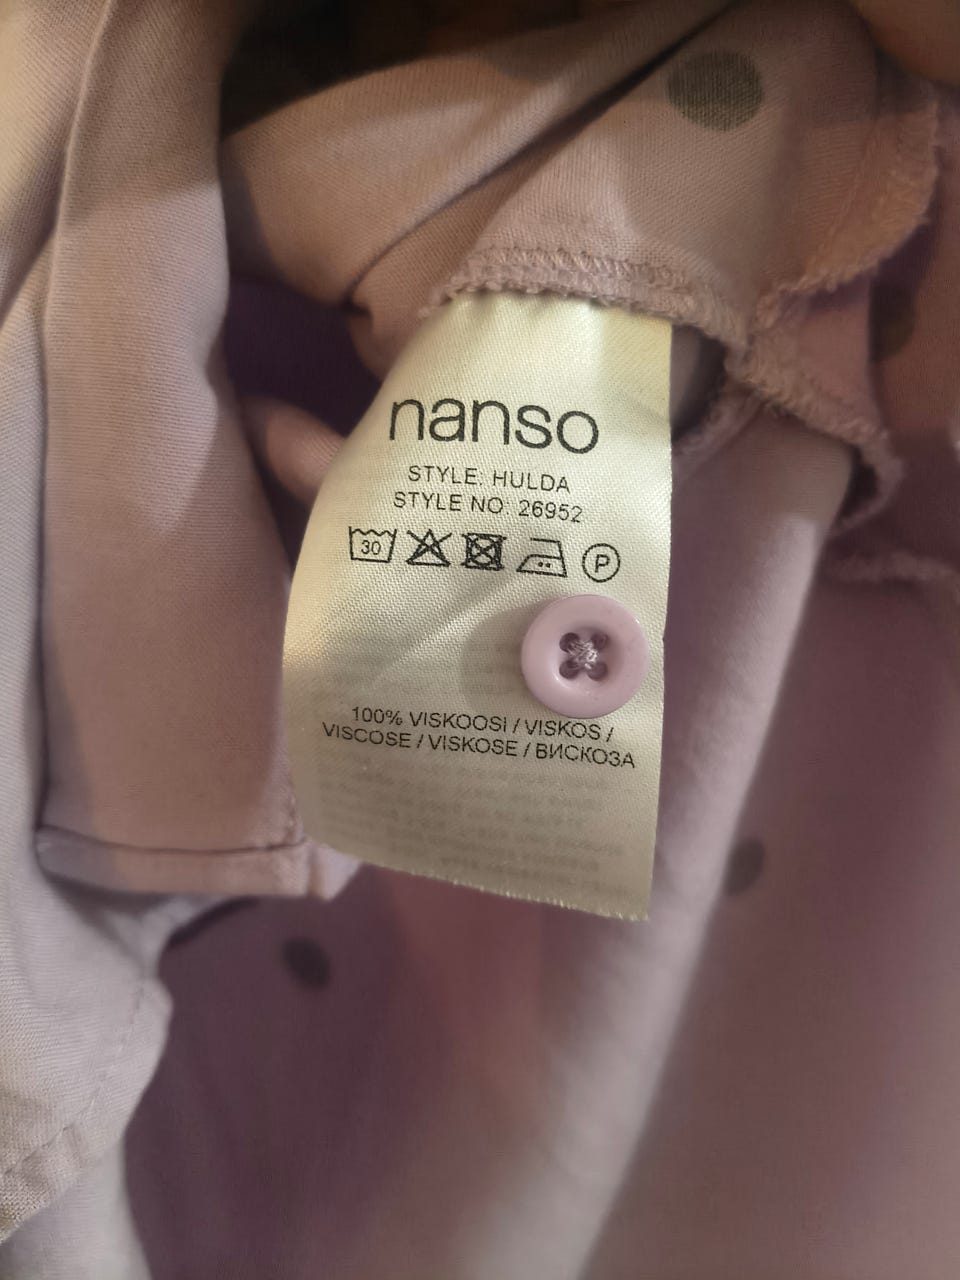 nanso
STYLE: HULDA
STYLE NO: 26952
30 P
100% VISKOOSI / VISKOS /
VISCOSE / VISKOSE / ВИСКОЗА